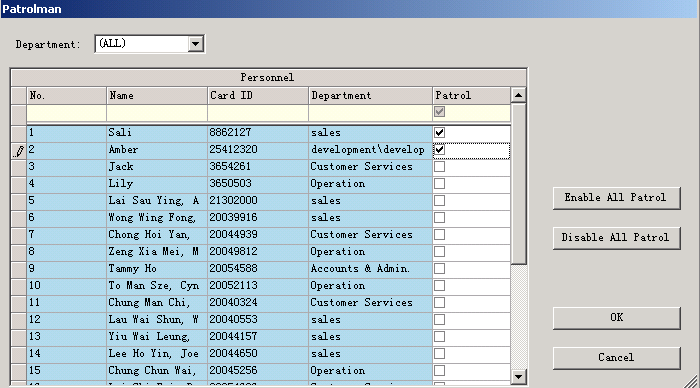 Patrolman
Department: (ALL)
Personnel
No. Name Card ID Department Patrol
1 Sali 8862127 sales
2 Amber 25412320 development\develop
3 Jack 3654261 Customer Services
4 Lily 3650503 Operation
5 Lai Sau Ying, A 21302000 sales
6 Wong Wing Fong, 20039916 sales
7 Chong Hoi Yan, 20044939 Customer Services
8 Zeng Xia Mei, M 20049812 Operation
9 Tammy Ho 20054588 Accounts & Admin.
10 To Man Sze, Cyn 20052113 Operation
11 Chung Man Chi, 20040324 Customer Services
12 Lau Wai Shun, W 20040553 sales
13 Yiu Wai Leung, 20044157 sales
14 Lee Ho Yin, Joe 20044650 sales
15 Chung Chun Wai, 20045256 Operation
Enable All Patrol
Disable All Patrol
OK
Cancel